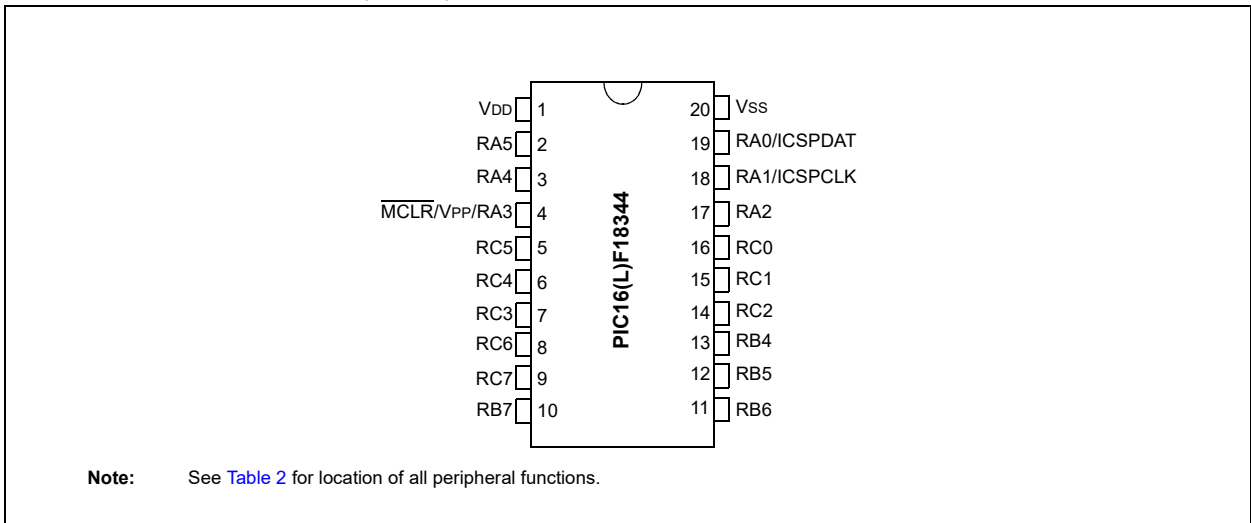 VDD 1 20 VSS
RA5 2 19 RA0/ICSPDAT
RA4 3 18 RA1/ICSPCLK
MCLR/VPP/RA3 4 17 RA2
RC5 5 16 RC0
RC4 6 15 RC1
RC3 7 14 RC2
RC6 8 13 RB4
RC7 9 12 RB5
RB7 10 11 RB6
PIC16(L)F18344
Note: See Table 2 for location of all peripheral functions.